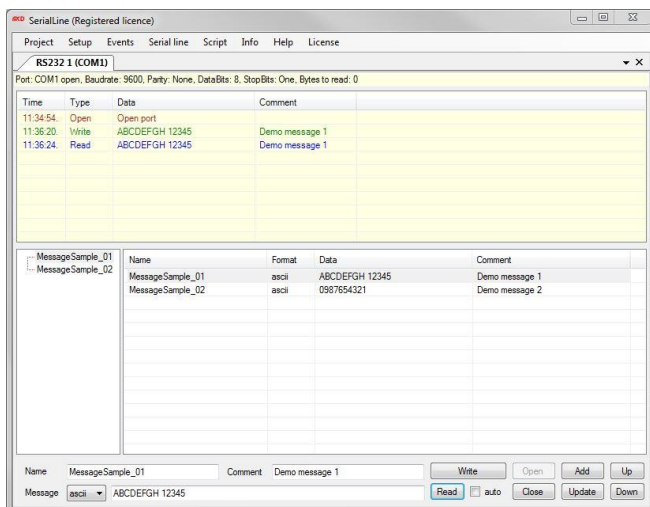 AXD SerialLine (Registered licence)
Project Setup Events Serial line Script Info Help License
RS232 1 (COM1)
Port: COM1 open, Baudrate: 9600, Parity: None, DataBits: 8, StopBits: One, Bytes to read: 0
Time Type Data Comment
11:34:54. Open Open port
11:36:20. Write ABCDEFGH 12345 Demo message 1
11:36:24. Read ABCDEFGH 12345 Demo message 1
MessageSample_01
MessageSample_02
Name Format Data Comment
MessageSample_01 ascii ABCDEFGH 12345 Demo message 1
MessageSample_02 ascii 0987654321 Demo message 2
Name MessageSample_01 Comment Demo message 1 Write Open Add Up
Message ascii ABCDEFGH 12345 Read auto Close Update Down